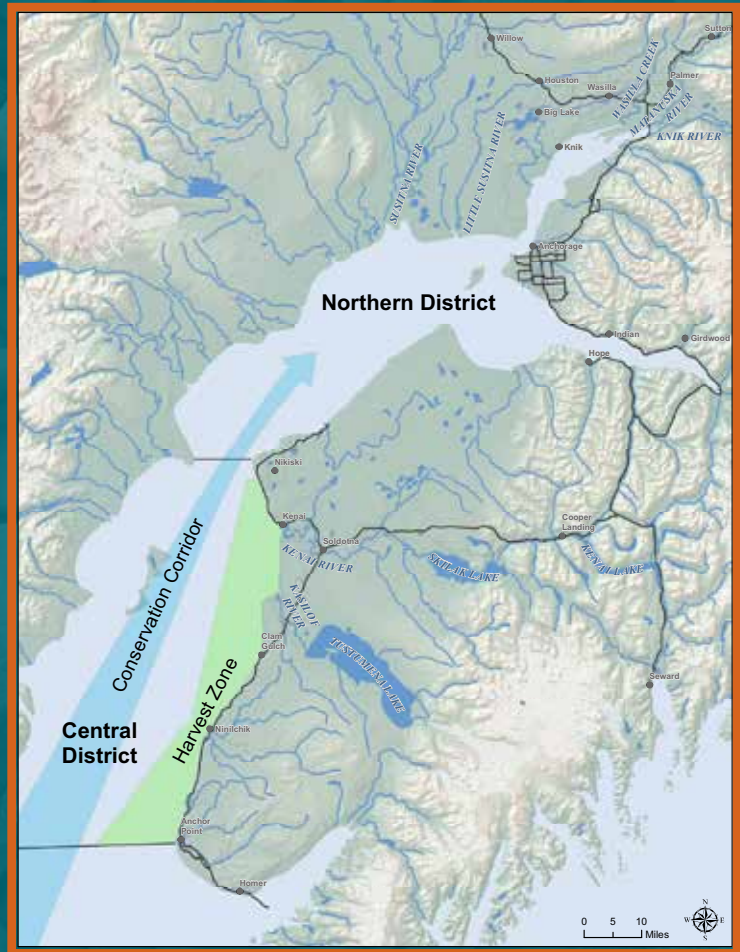 Willow
Sutton
Houston
Wasilla
WASILLA CREEK
Palmer
MATANUSKA
RIVER
KNIK RIVER
Big Lake
Knik
SUSITNA RIVER
LITTLE SUSITNA RIVER
Anchorage
Northern District
Indian
Girdwood
Hope
Nikiski
Kenai
Soldotna
Cooper
Landing
KENAI RIVER
SKILAK LAKE
KENAI LAKE
Conservation Corridor
KASILOF
RIVER
Clam
Gulch
TUSTUMENA LAKE
Harvest Zone
Seward
Central
District
Ninilchik
Anchor
Point
Homer
0 5 10
Miles
N
W E
S